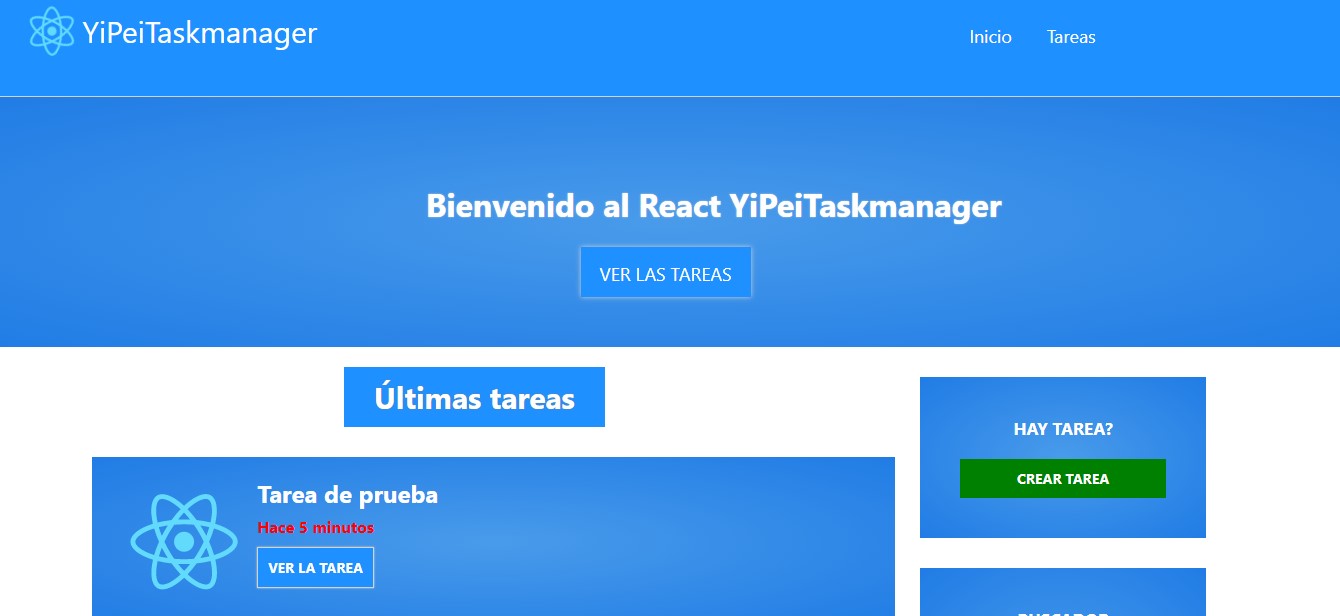 YiPeiTaskmanager
Inicio
Tareas
Bienvenido al React YiPeiTaskmanager
VER LAS TAREAS
Últimas tareas
Tarea de prueba
Hace 5 minutos
VER LA TAREA
HAY TAREA?
CREAR TAREA